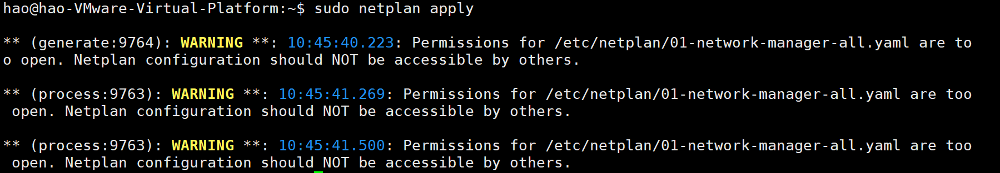 hao@hao-VMware-Virtual-Platform:~$ sudo netplan apply
** (generate:9764): WARNING **: 10:45:40.223: Permissions for /etc/netplan/01-network-manager-all.yaml are to
o open. Netplan configuration should NOT be accessible by others.
** (process:9763): WARNING **: 10:45:41.269: Permissions for /etc/netplan/01-network-manager-all.yaml are too
 open. Netplan configuration should NOT be accessible by others.
** (process:9763): WARNING **: 10:45:41.500: Permissions for /etc/netplan/01-network-manager-all.yaml are too
 open. Netplan configuration should NOT be accessible by others.